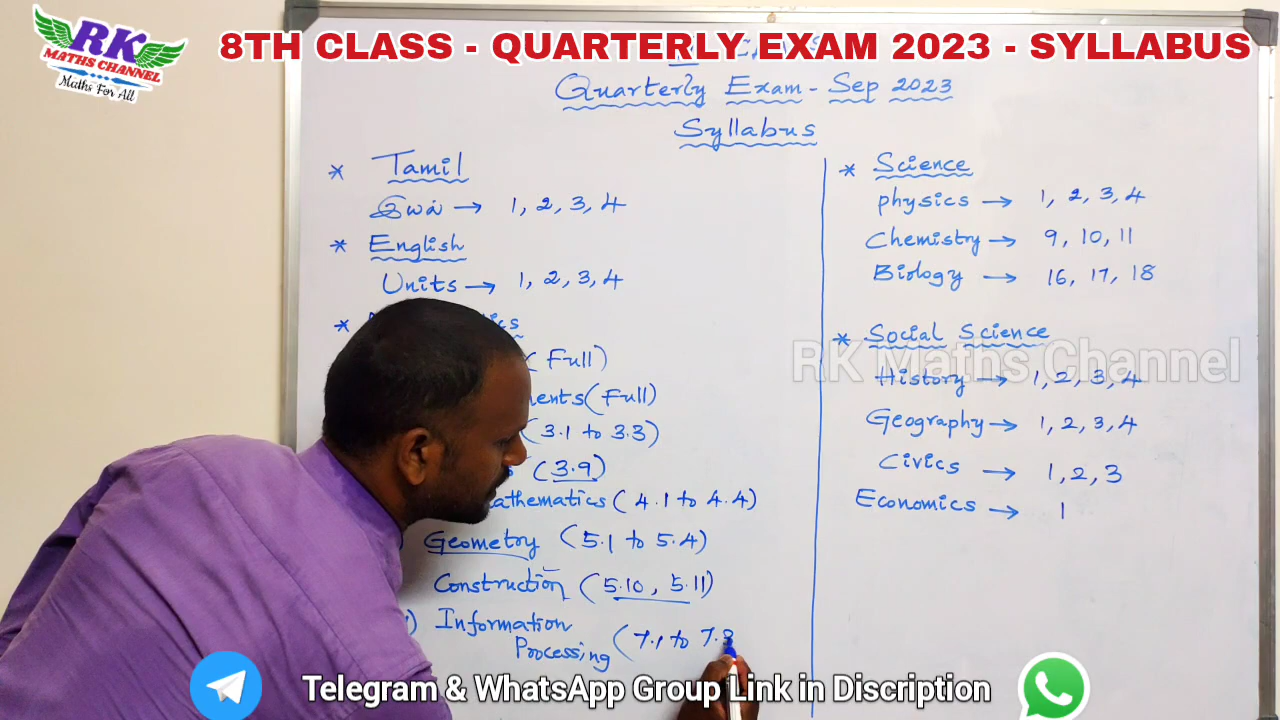 RK
MATHS CHANNEL
Maths For All
8TH CLASS - QUARTERLY EXAM 2023 - SYLLABUS
Quarterly Exam - Sep 2023
Syllabus
* Tamil
இயல் → 1, 2, 3, 4
* English
Units → 1, 2, 3, 4
*
(Full)
(Full)
(3.1 to 3.3)
(3.9)
(4.1 to 4.4)
Geometry (5.1 to 5.4)
Construction (5.10, 5.11)
Information
Processing (7.1 to
* Science
physics → 1, 2, 3, 4
Chemistry → 9, 10, 11
Biology → 16, 17, 18
* Social Science
RK Maths Channel
History → 1, 2, 3, 4
Geography → 1, 2, 3, 4
Civics → 1, 2, 3
Economics → 1
Telegram & WhatsApp Group Link in Discription